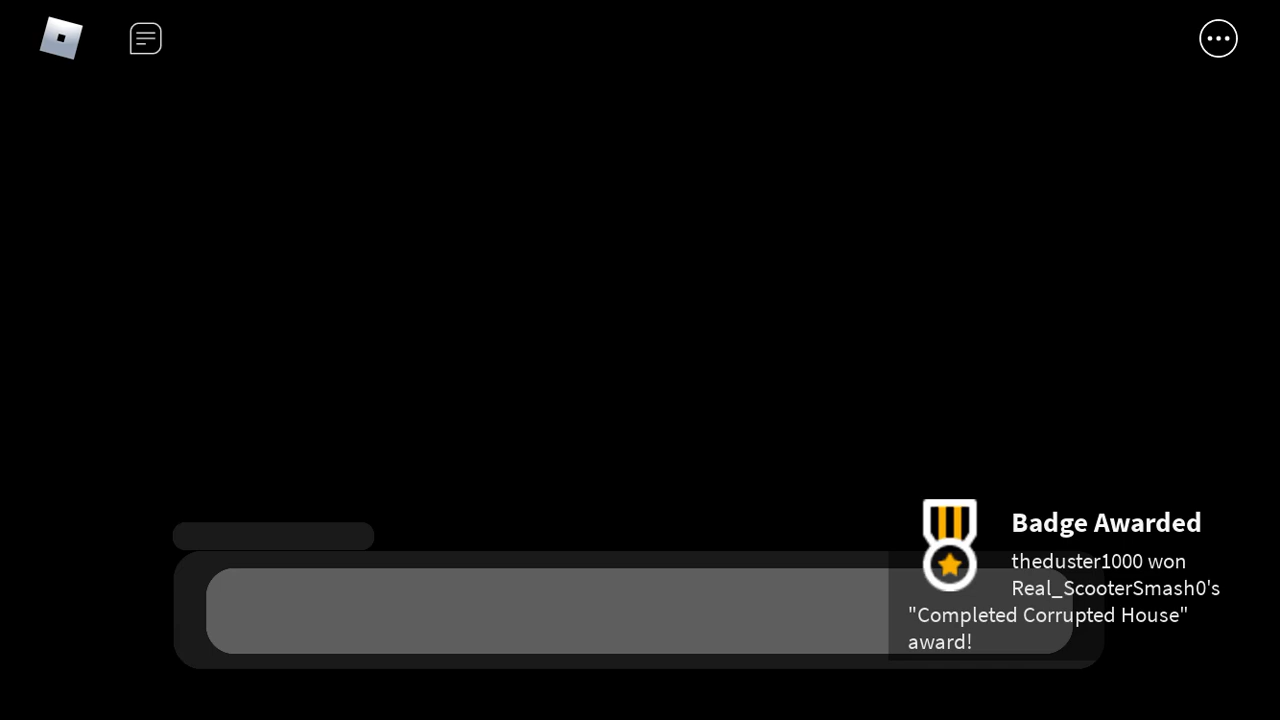 Badge Awarded
theduster1000 won
Real_ScooterSmash0's
"Completed Corrupted House"
award!